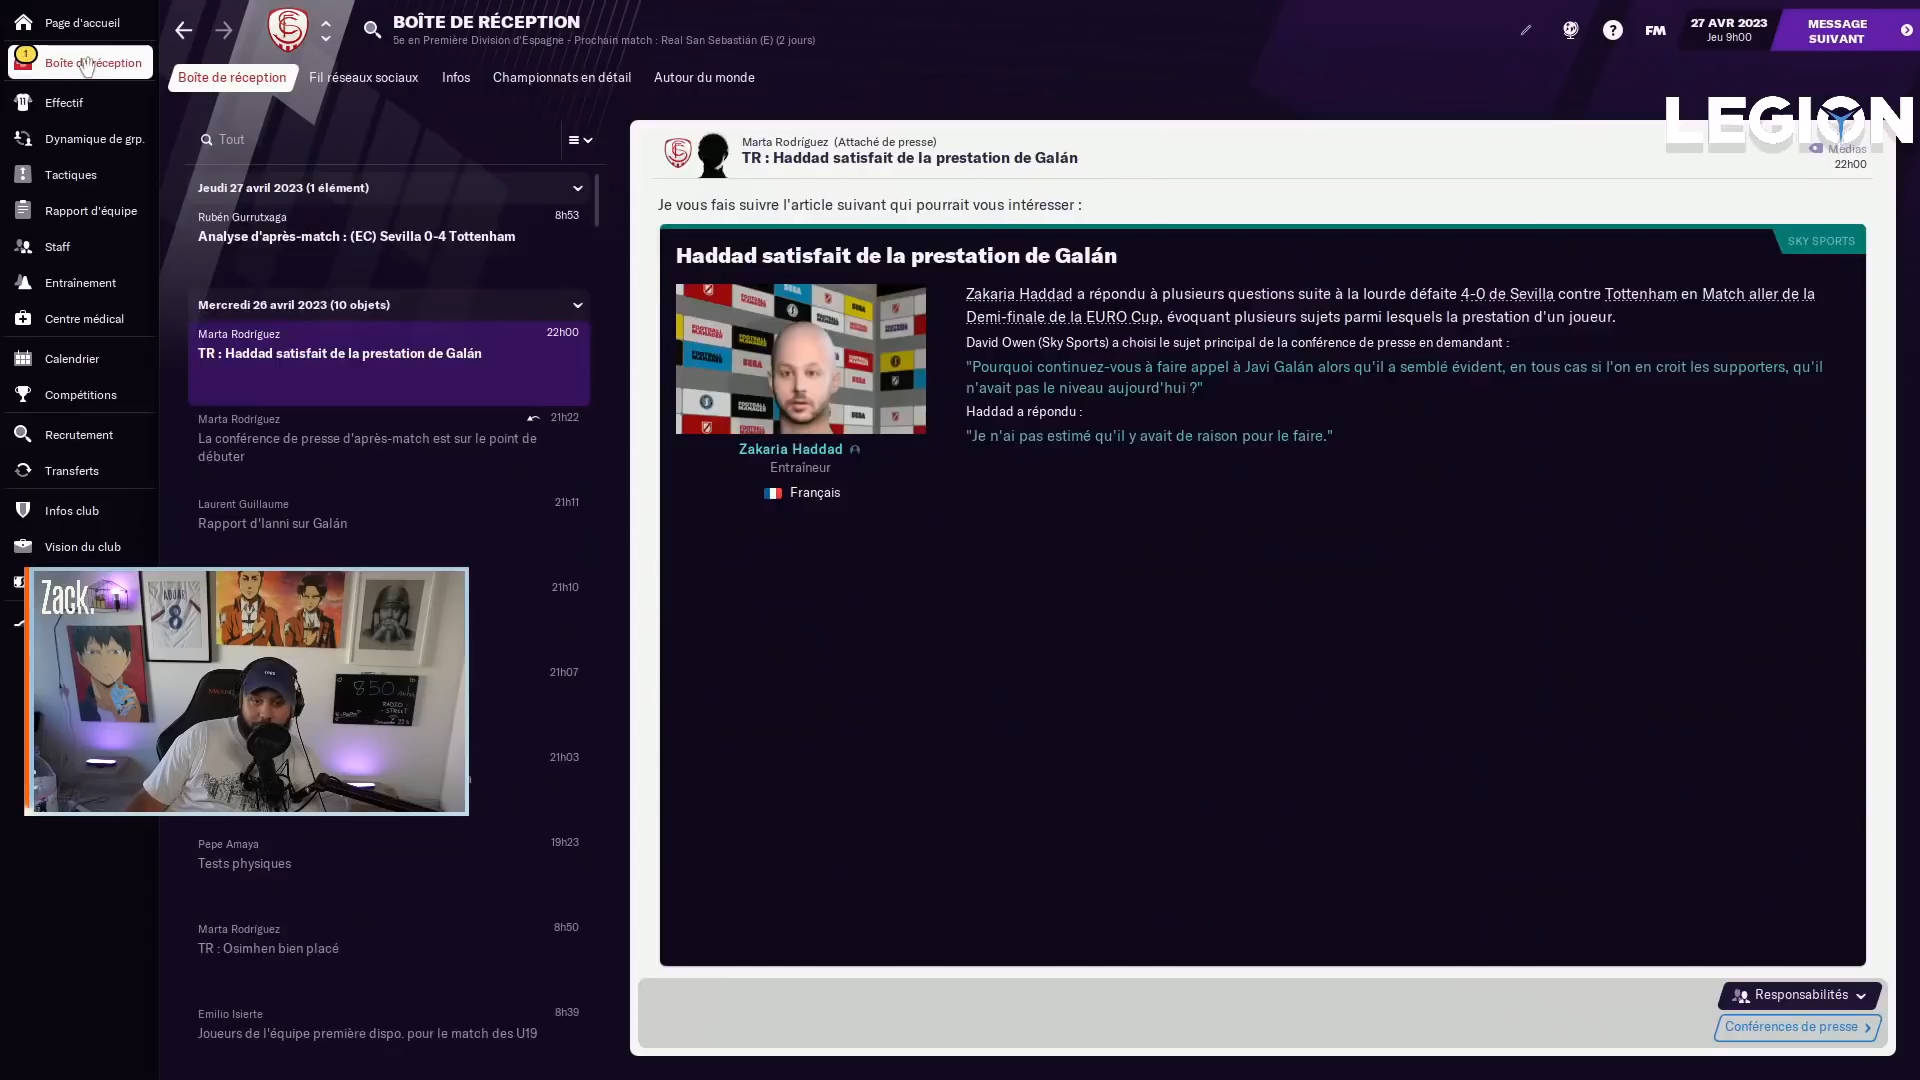 Page d'accueil
1
Boîte de réception
Effectif
Dynamique de grp.
Tactiques
Rapport d'équipe
Staff
Entraînement
Centre médical
Calendrier
Compétitions
Recrutement
Transferts
Infos club
Vision du club
BOÎTE DE RÉCEPTION
5e en Première Division d'Espagne - Prochain match : Real San Sebastián (E) (2 jours)
FM
27 AVR 2023
Jeu 9h00
MESSAGE
SUIVANT
Boîte de réception
Fil réseaux sociaux
Infos
Championnats en détail
Autour du monde
LEGION
Tout
Jeudi 27 avril 2023 (1 élément)
Rubén Gurrutxaga
8h53
Analyse d'après-match : (EC) Sevilla 0-4 Tottenham
Mercredi 26 avril 2023 (10 objets)
Marta Rodríguez
22h00
TR : Haddad satisfait de la prestation de Galán
Marta Rodríguez
21h22
La conférence de presse d'après-match est sur le point de
débuter
Laurent Guillaume
21h11
Rapport d'Ianni sur Galán
21h10
21h07
21h03
Pepe Amaya
19h23
Tests physiques
Marta Rodríguez
8h50
TR : Osimhen bien placé
Emilio Isierte
8h39
Joueurs de l'équipe première dispo. pour le match des U19
Zack.
8
850
Marta Rodríguez (Attaché de presse)
TR : Haddad satisfait de la prestation de Galán
Médias
22h00
Je vous fais suivre l'article suivant qui pourrait vous intéresser :
SKY SPORTS
Haddad satisfait de la prestation de Galán
Zakaria Haddad a répondu à plusieurs questions suite à la lourde défaite 4-0 de Sevilla contre Tottenham en Match aller de la
Demi-finale de la EURO Cup, évoquant plusieurs sujets parmi lesquels la prestation d'un joueur.
David Owen (Sky Sports) a choisi le sujet principal de la conférence de presse en demandant :
"Pourquoi continuez-vous à faire appel à Javi Galán alors qu'il a semblé évident, en tous cas si l'on en croit les supporters, qu'il
n'avait pas le niveau aujourd'hui ?"
Haddad a répondu :
"Je n'ai pas estimé qu'il y avait de raison pour le faire."
Zakaria Haddad
Entraîneur
Français
Responsabilités
Conférences de presse